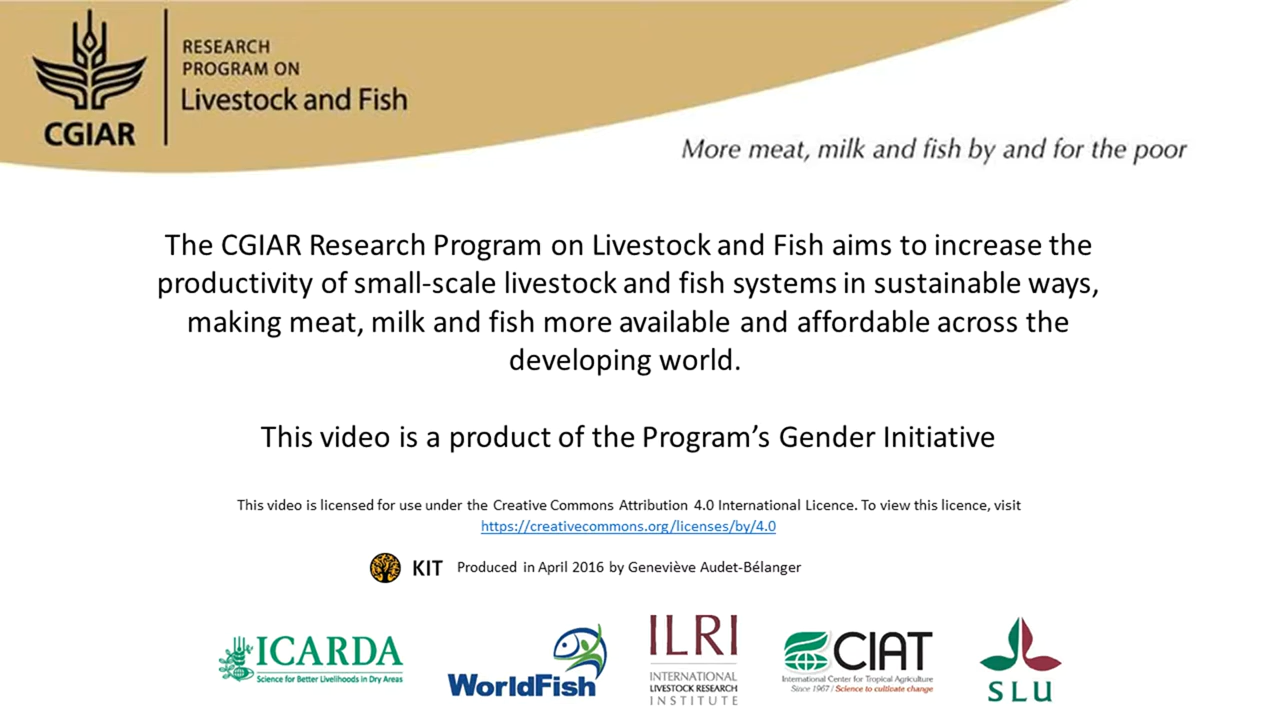 RESEARCH
PROGRAM ON
Livestock and Fish
CGIAR
More meat, milk and fish by and for the poor
The CGIAR Research Program on Livestock and Fish aims to increase the
productivity of small-scale livestock and fish systems in sustainable ways,
making meat, milk and fish more available and affordable across the
developing world.
This video is a product of the Program's Gender Initiative
This video is licensed for use under the Creative Commons Attribution 4.0 International Licence. To view this licence, visit
https://creativecommons.org/licenses/by/4.0
KIT Produced in April 2016 by Geneviève Audet-Bélanger
ICARDA
Science for Better Livelihoods in Dry Areas
WorldFish
ILRI
INTERNATIONAL
LIVESTOCK RESEARCH
INSTITUTE
CIAT
International Center for Tropical Agriculture
Since 1967 / Science to cultivate change
SLU